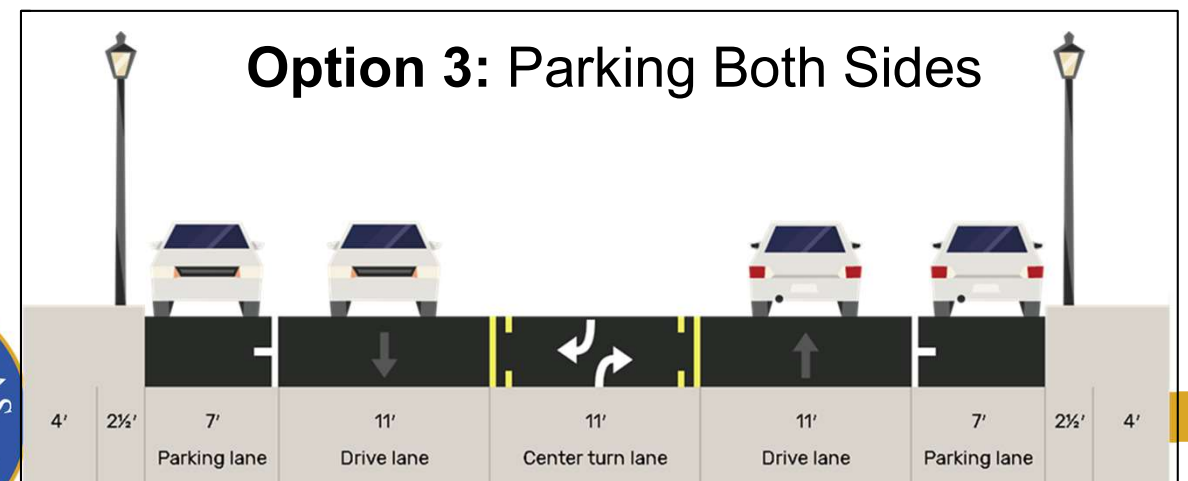 Option 3: Parking Both Sides
4′ 2½′ 7′ 11′ 11′ 11′ 7′ 2½′ 4′
Parking lane Drive lane Center turn lane Drive lane Parking lane